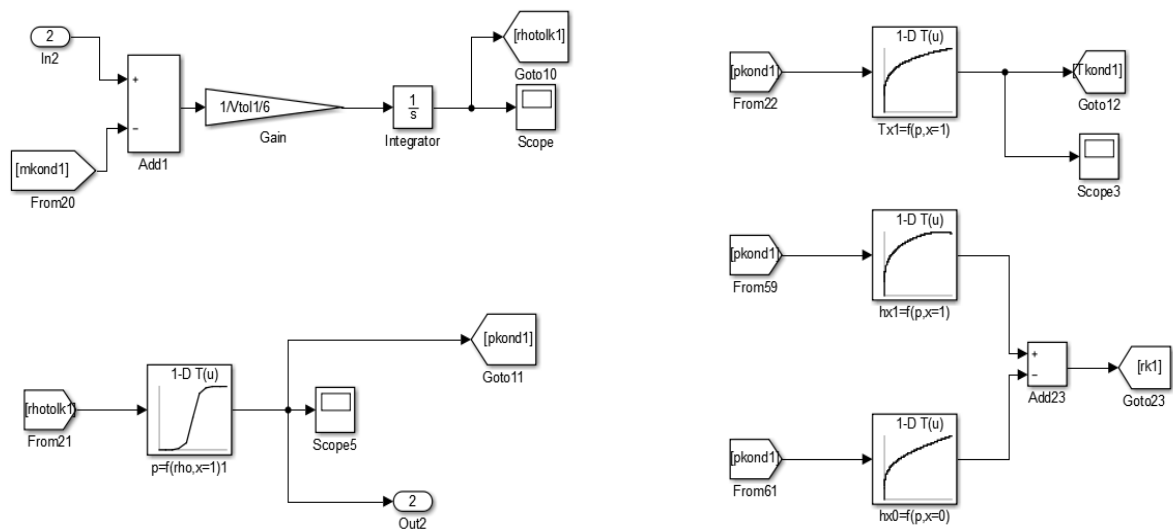 2
In2
+
−
Add1
[mkond1]
From20
1/Vtol1/6
Gain
1
s
Integrator
[rhotolk1]
Goto10
Scope
[rhotolk1]
From21
1-D T(u)
p=f(rho,x=1)1
[pkond1]
Goto11
Scope5
2
Out2
[pkond1]
From22
1-D T(u)
Tx1=f(p,x=1)
[Tkond1]
Goto12
Scope3
[pkond1]
From59
1-D T(u)
hx1=f(p,x=1)
[pkond1]
From61
1-D T(u)
hx0=f(p,x=0)
+
−
Add23
[rk1]
Goto23